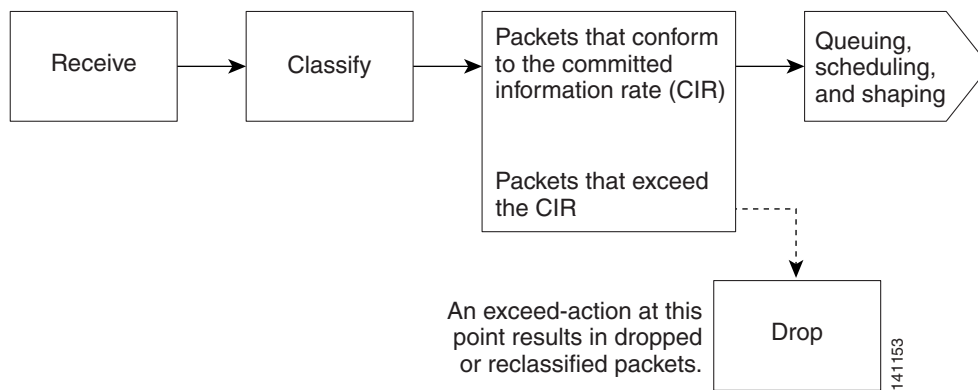 Receive
Classify
Packets that conform
to the committed
information rate (CIR)
Packets that exceed
the CIR
Queuing,
scheduling,
and shaping
An exceed-action at this
point results in dropped
or reclassified packets.
Drop
141153